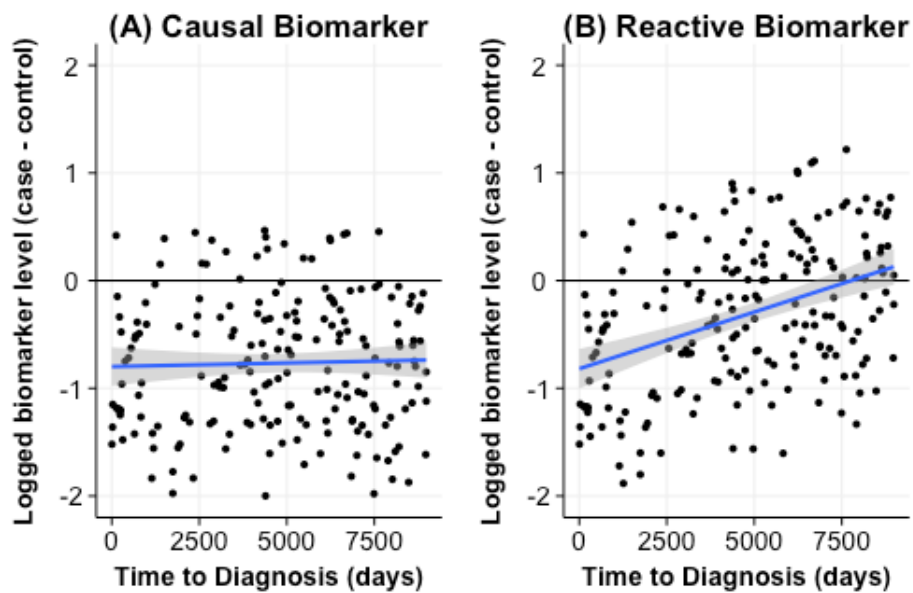 (A) Causal Biomarker
Logged biomarker level (case - control)
2
1
0
-1
-2
0 2500 5000 7500
Time to Diagnosis (days)
(B) Reactive Biomarker
Logged biomarker level (case - control)
2
1
0
-1
-2
0 2500 5000 7500
Time to Diagnosis (days)